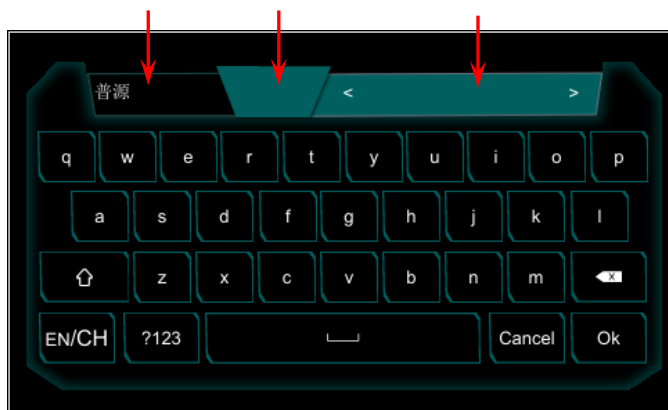 普源 < >
q w e r t y u i o p
a s d f g h j k l
z x c v b n m x
EN/CH ?123 Cancel Ok